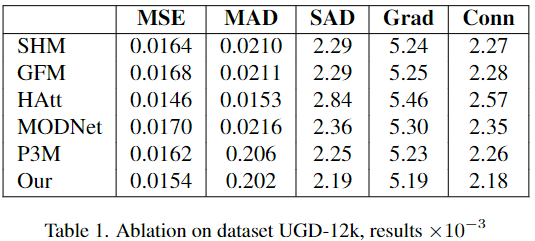 MSE MAD SAD Grad Conn
SHM 0.0164 0.0210 2.29 5.24 2.27
GFM 0.0168 0.0211 2.29 5.25 2.28
HAtt 0.0146 0.0153 2.84 5.46 2.57
MODNet 0.0170 0.0216 2.36 5.30 2.35
P3M 0.0162 0.206 2.25 5.23 2.26
Our 0.0154 0.202 2.19 5.19 2.18
Table 1. Ablation on dataset UGD-12k, results ×10⁻³